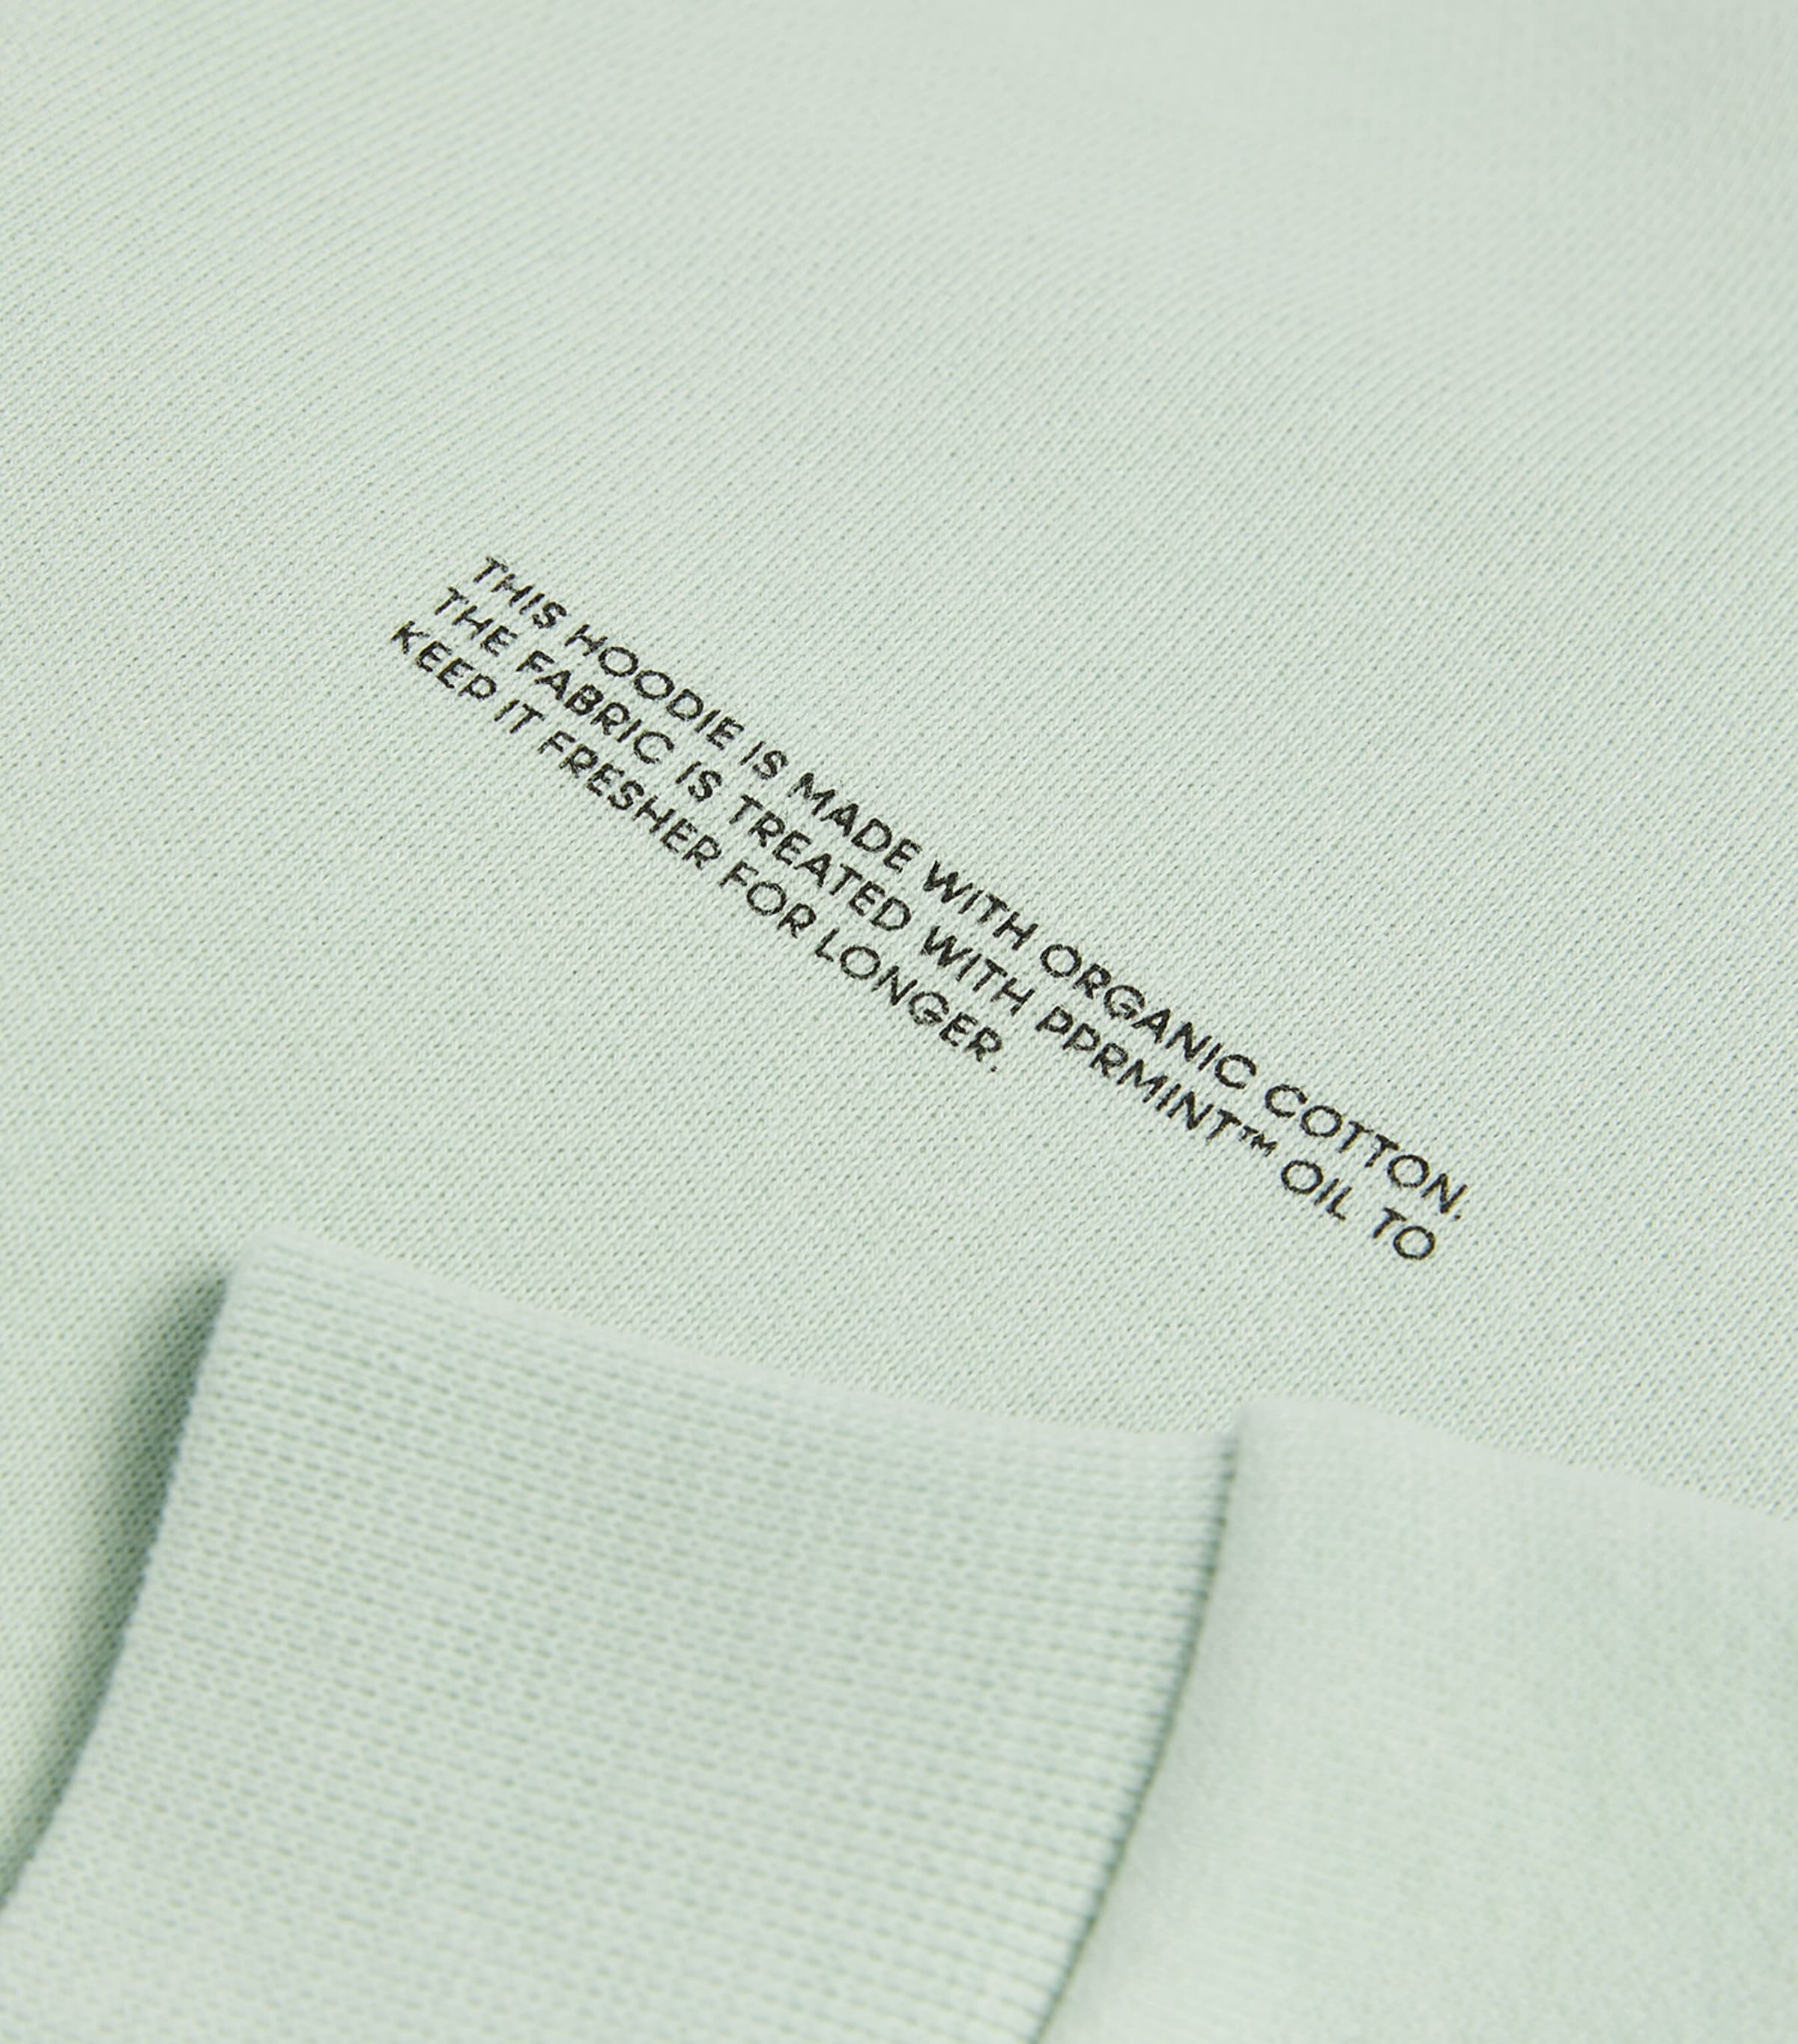 THIS HOODIE IS MADE WITH ORGANIC COTTON.
THE FABRIC IS TREATED WITH PPRMINT™ OIL TO
KEEP IT FRESHER FOR LONGER.